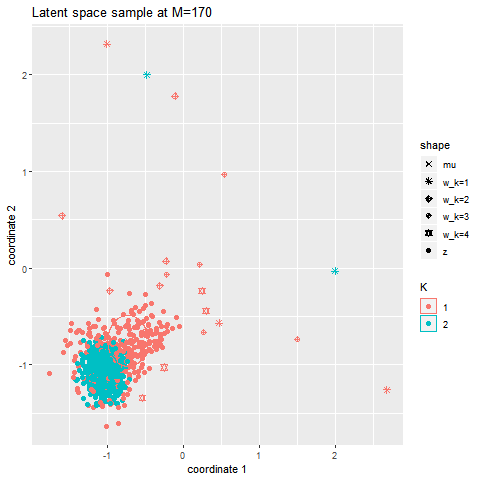 Latent space sample at M=170
coordinate 2
2
1
0
-1
-1
0
1
2
coordinate 1
shape
mu
w_k=1
w_k=2
w_k=3
w_k=4
z
K
1
2